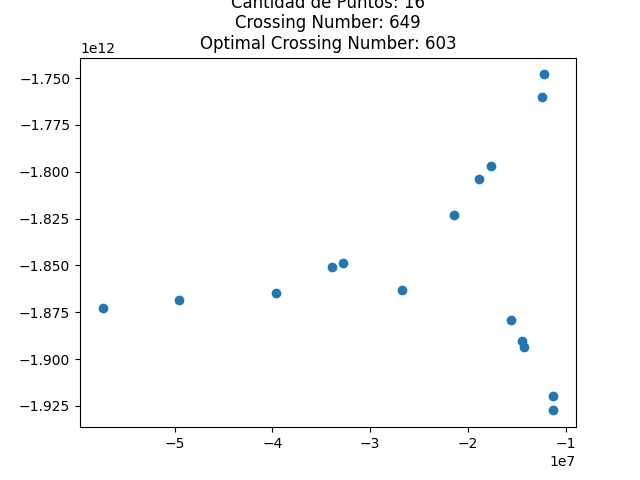 Cantidad de Puntos: 16
Crossing Number: 649
Optimal Crossing Number: 603
1e12
−1.750
−1.775
−1.800
−1.825
−1.850
−1.875
−1.900
−1.925
−5 −4 −3 −2 −1
1e7